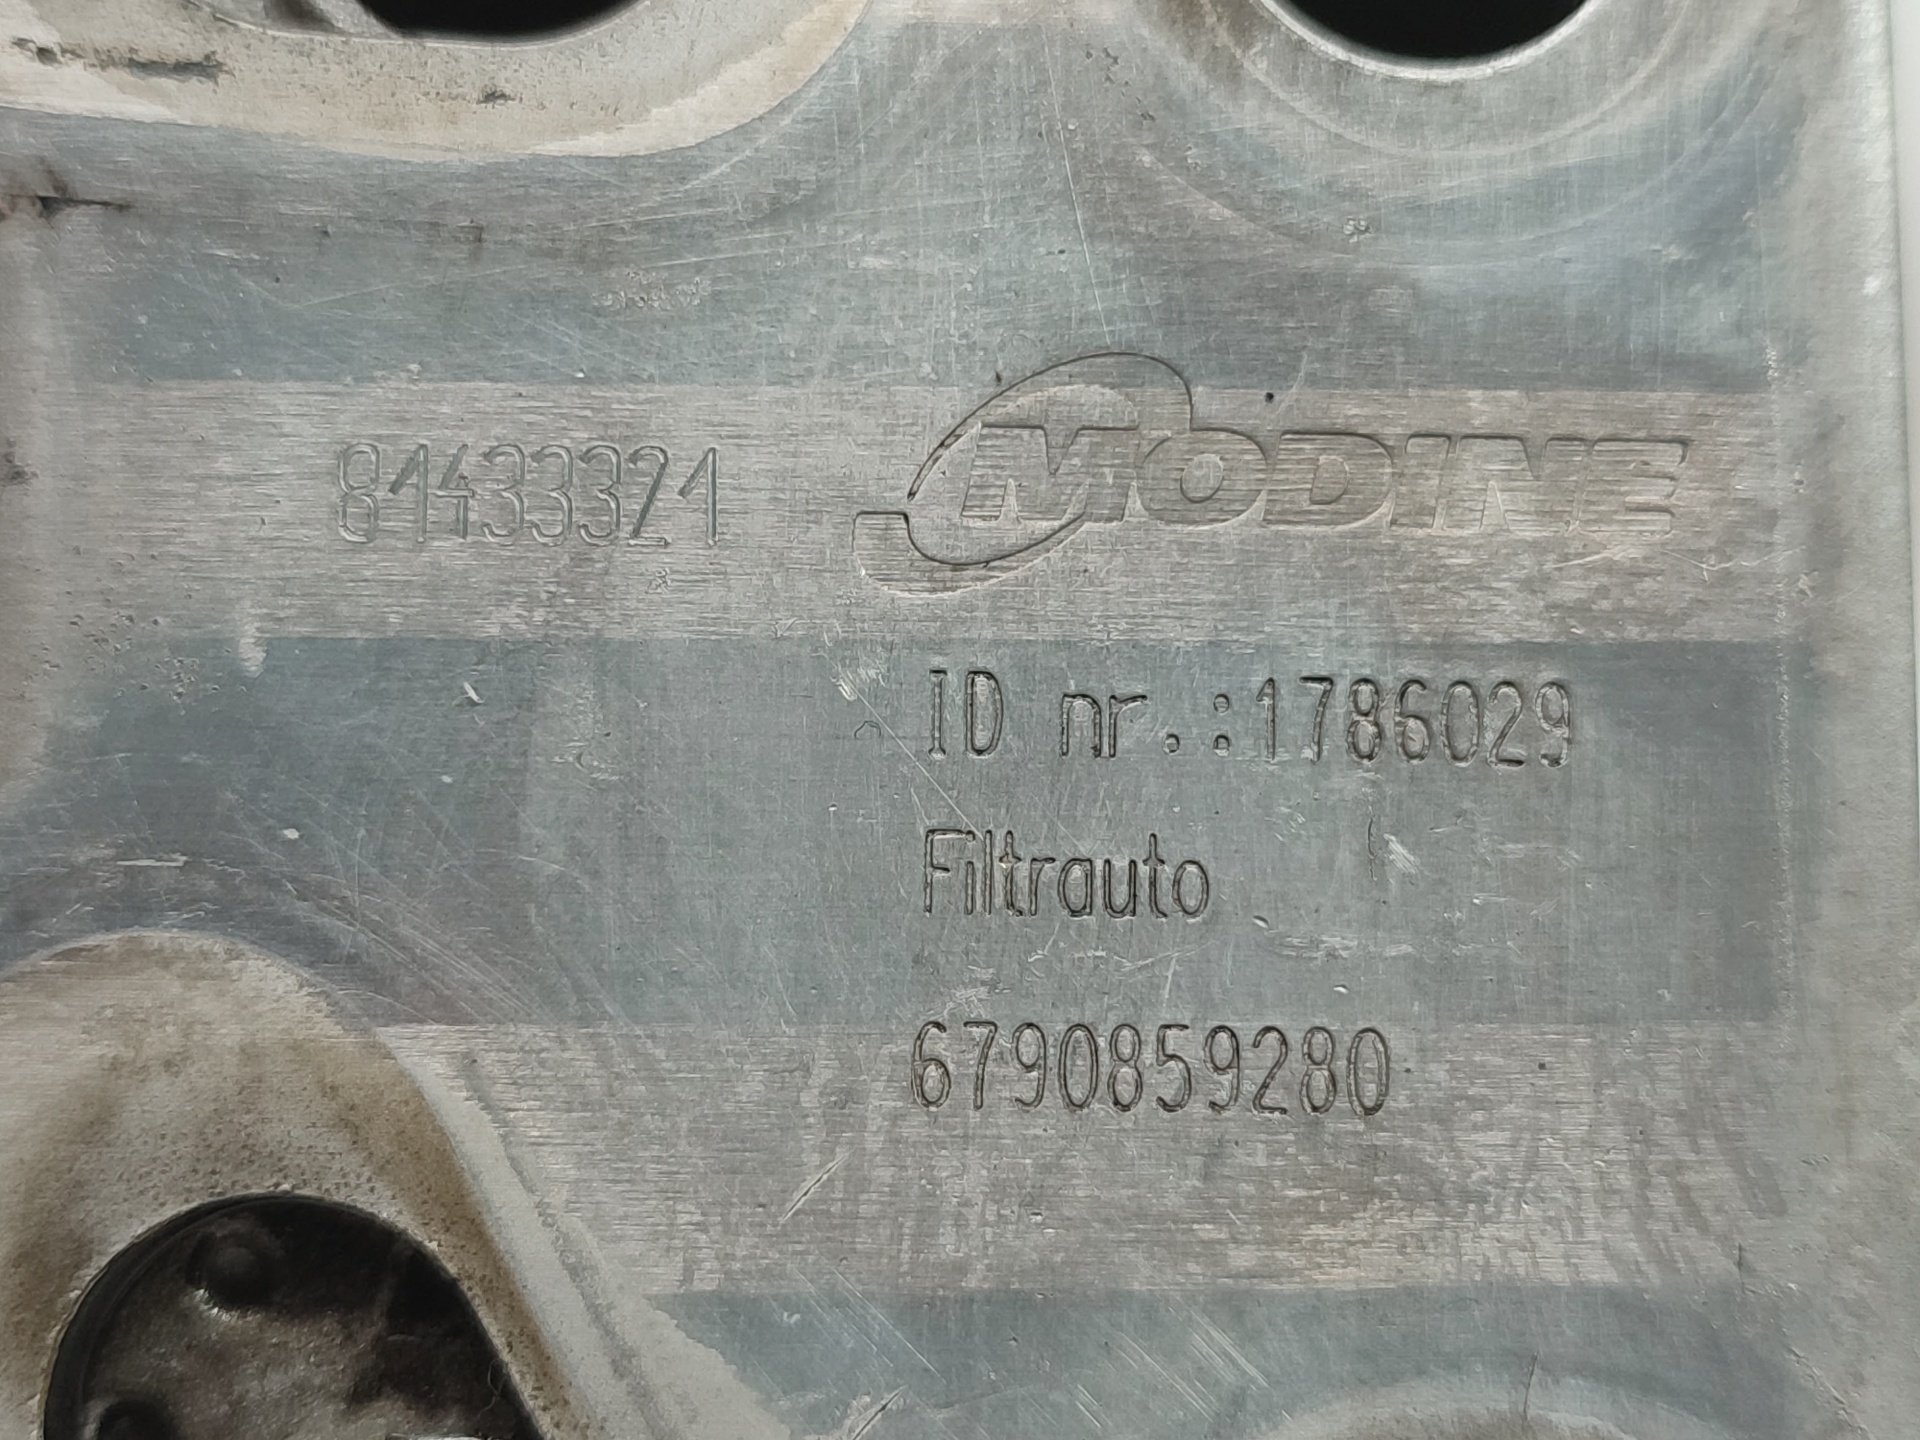 81433321
MODINE
ID nr.:1786029
Filtrauto
6790859280